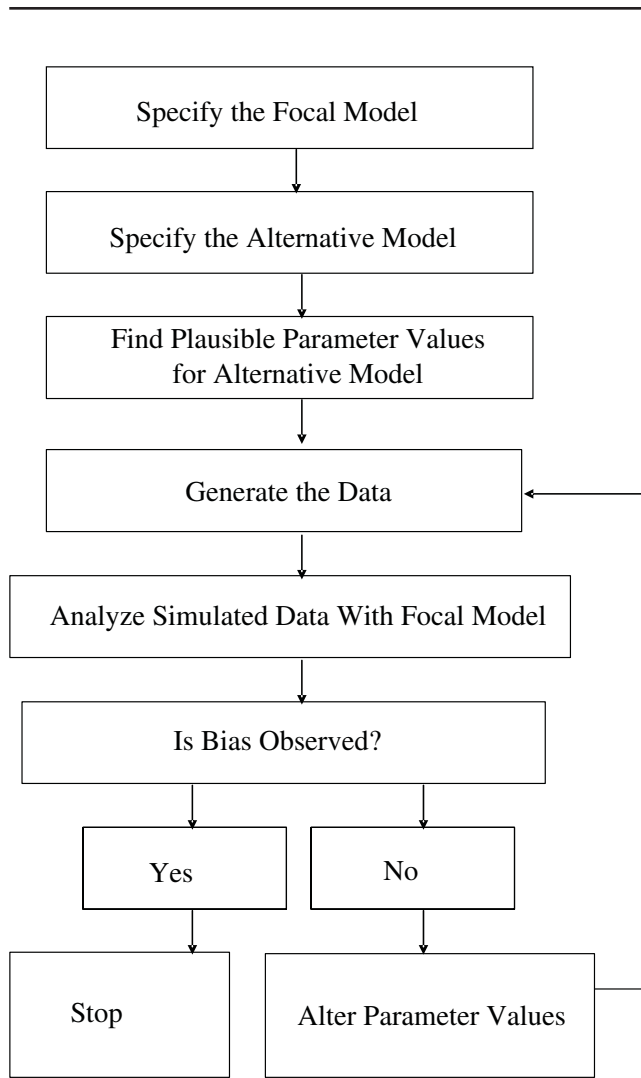 Specify the Focal Model
Specify the Alternative Model
Find Plausible Parameter Values
for Alternative Model
Generate the Data
Analyze Simulated Data With Focal Model
Is Bias Observed?
Yes
No
Stop
Alter Parameter Values